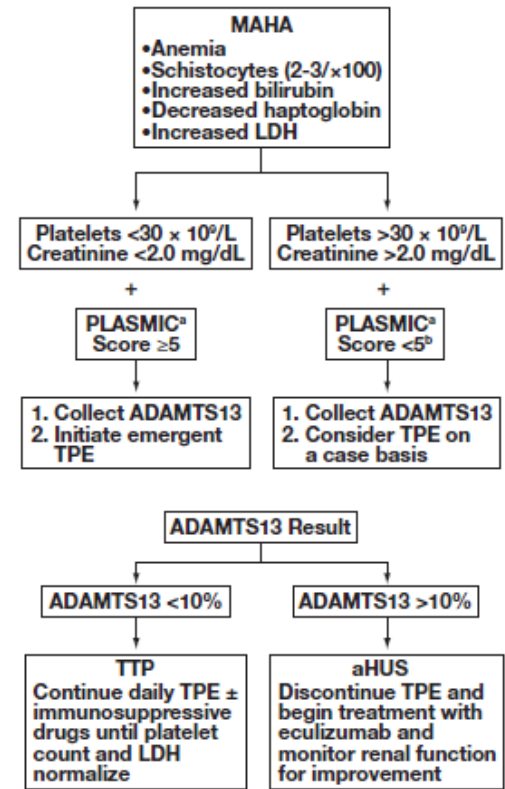 MAHA
•Anemia
•Schistocytes (2-3/×100)
•Increased bilirubin
•Decreased haptoglobin
•Increased LDH
Platelets <30 × 10⁹/L
Creatinine <2.0 mg/dL
+
PLASMICᵃ
Score ≥5
1. Collect ADAMTS13
2. Initiate emergent
TPE
Platelets >30 × 10⁹/L
Creatinine >2.0 mg/dL
+
PLASMICᵃ
Score <5ᵇ
1. Collect ADAMTS13
2. Consider TPE on
a case basis
ADAMTS13 Result
ADAMTS13 <10%
TTP
Continue daily TPE ±
immunosuppressive
drugs until platelet
count and LDH
normalize
ADAMTS13 >10%
aHUS
Discontinue TPE and
begin treatment with
eculizumab and
monitor renal function
for improvement